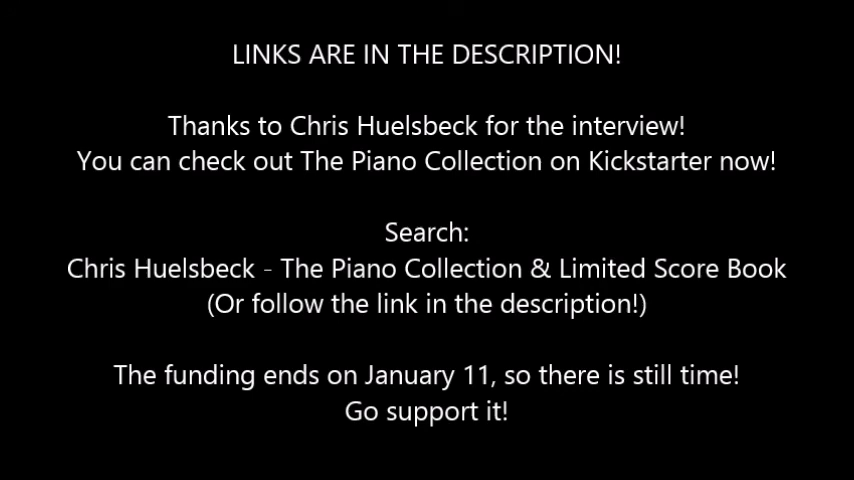 LINKS ARE IN THE DESCRIPTION!
Thanks to Chris Huelsbeck for the interview!
You can check out The Piano Collection on Kickstarter now!
Search:
Chris Huelsbeck - The Piano Collection & Limited Score Book
(Or follow the link in the description!)
The funding ends on January 11, so there is still time!
Go support it!